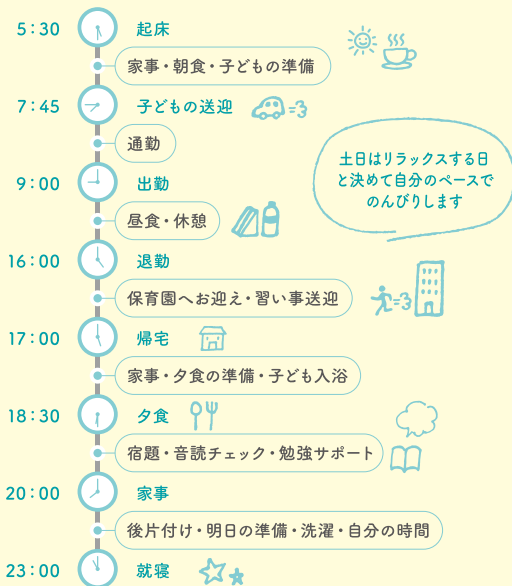 5:30 起床
家事・朝食・子どもの準備
7:45 子どもの送迎
通勤
土日はリラックスする日
と決めて自分のペースで
のんびりします
9:00 出勤
昼食・休憩
16:00 退勤
保育園へお迎え・習い事送迎
17:00 帰宅
家事・夕食の準備・子ども入浴
18:30 夕食
宿題・音読チェック・勉強サポート
20:00 家事
後片付け・明日の準備・洗濯・自分の時間
23:00 就寝